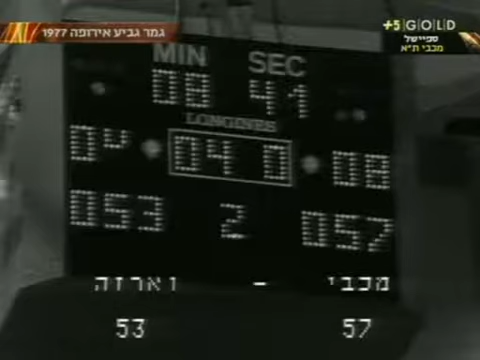 גמר גביע אירופה 1977
+5 GOLD
ספיישל
מכבי ת"א
MIN SEC
08 41
LONGINES
04 0 08
053 2 057
מכבי - וארזה
53 57